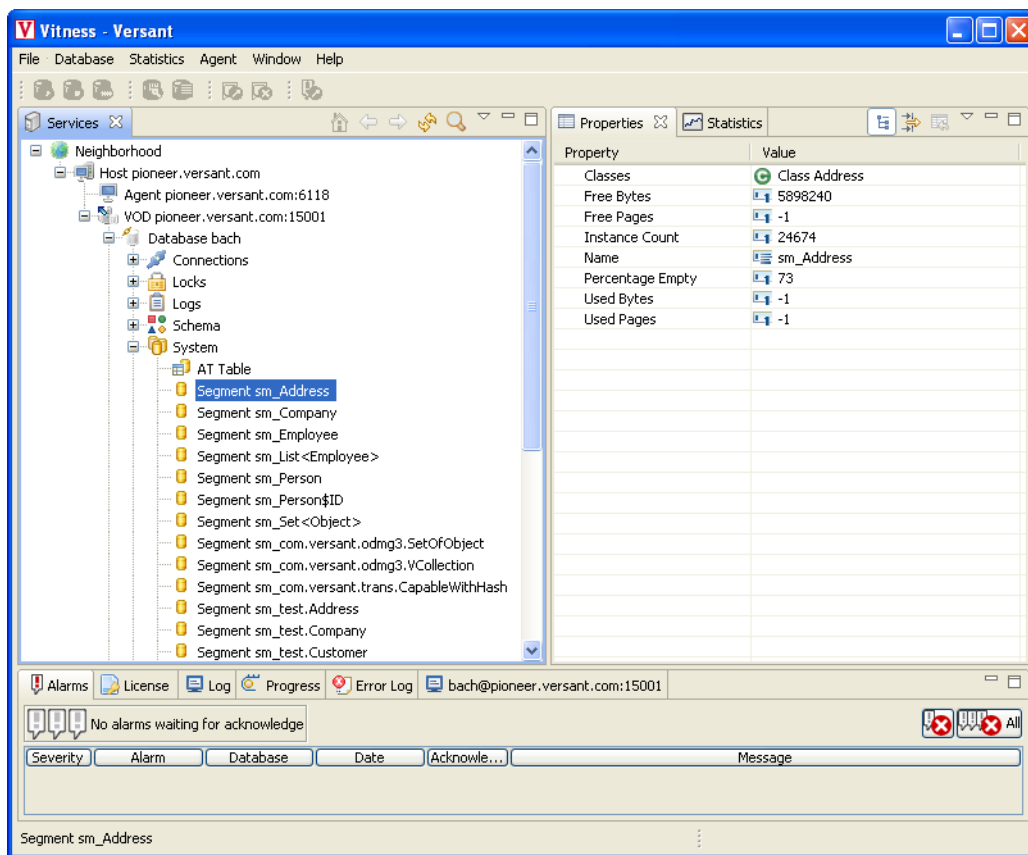 Vitness - Versant
File Database Statistics Agent Window Help
Services
Neighborhood
Host pioneer.versant.com
Agent pioneer.versant.com:6118
VOD pioneer.versant.com:15001
Database bach
Connections
Locks
Logs
Schema
System
AT Table
Segment sm_Address
Segment sm_Company
Segment sm_Employee
Segment sm_List<Employee>
Segment sm_Person
Segment sm_Person$ID
Segment sm_Set<Object>
Segment sm_com.versant.odmg3.SetOfObject
Segment sm_com.versant.odmg3.VCollection
Segment sm_com.versant.trans.CapableWithHash
Segment sm_test.Address
Segment sm_test.Company
Segment sm_test.Customer
Properties Statistics
Property Value
Classes Class Address
Free Bytes 5898240
Free Pages -1
Instance Count 24674
Name sm_Address
Percentage Empty 73
Used Bytes -1
Used Pages -1
Alarms License Log Progress Error Log bach@pioneer.versant.com:15001
No alarms waiting for acknowledge All
Severity Alarm Database Date Acknowle... Message
Segment sm_Address